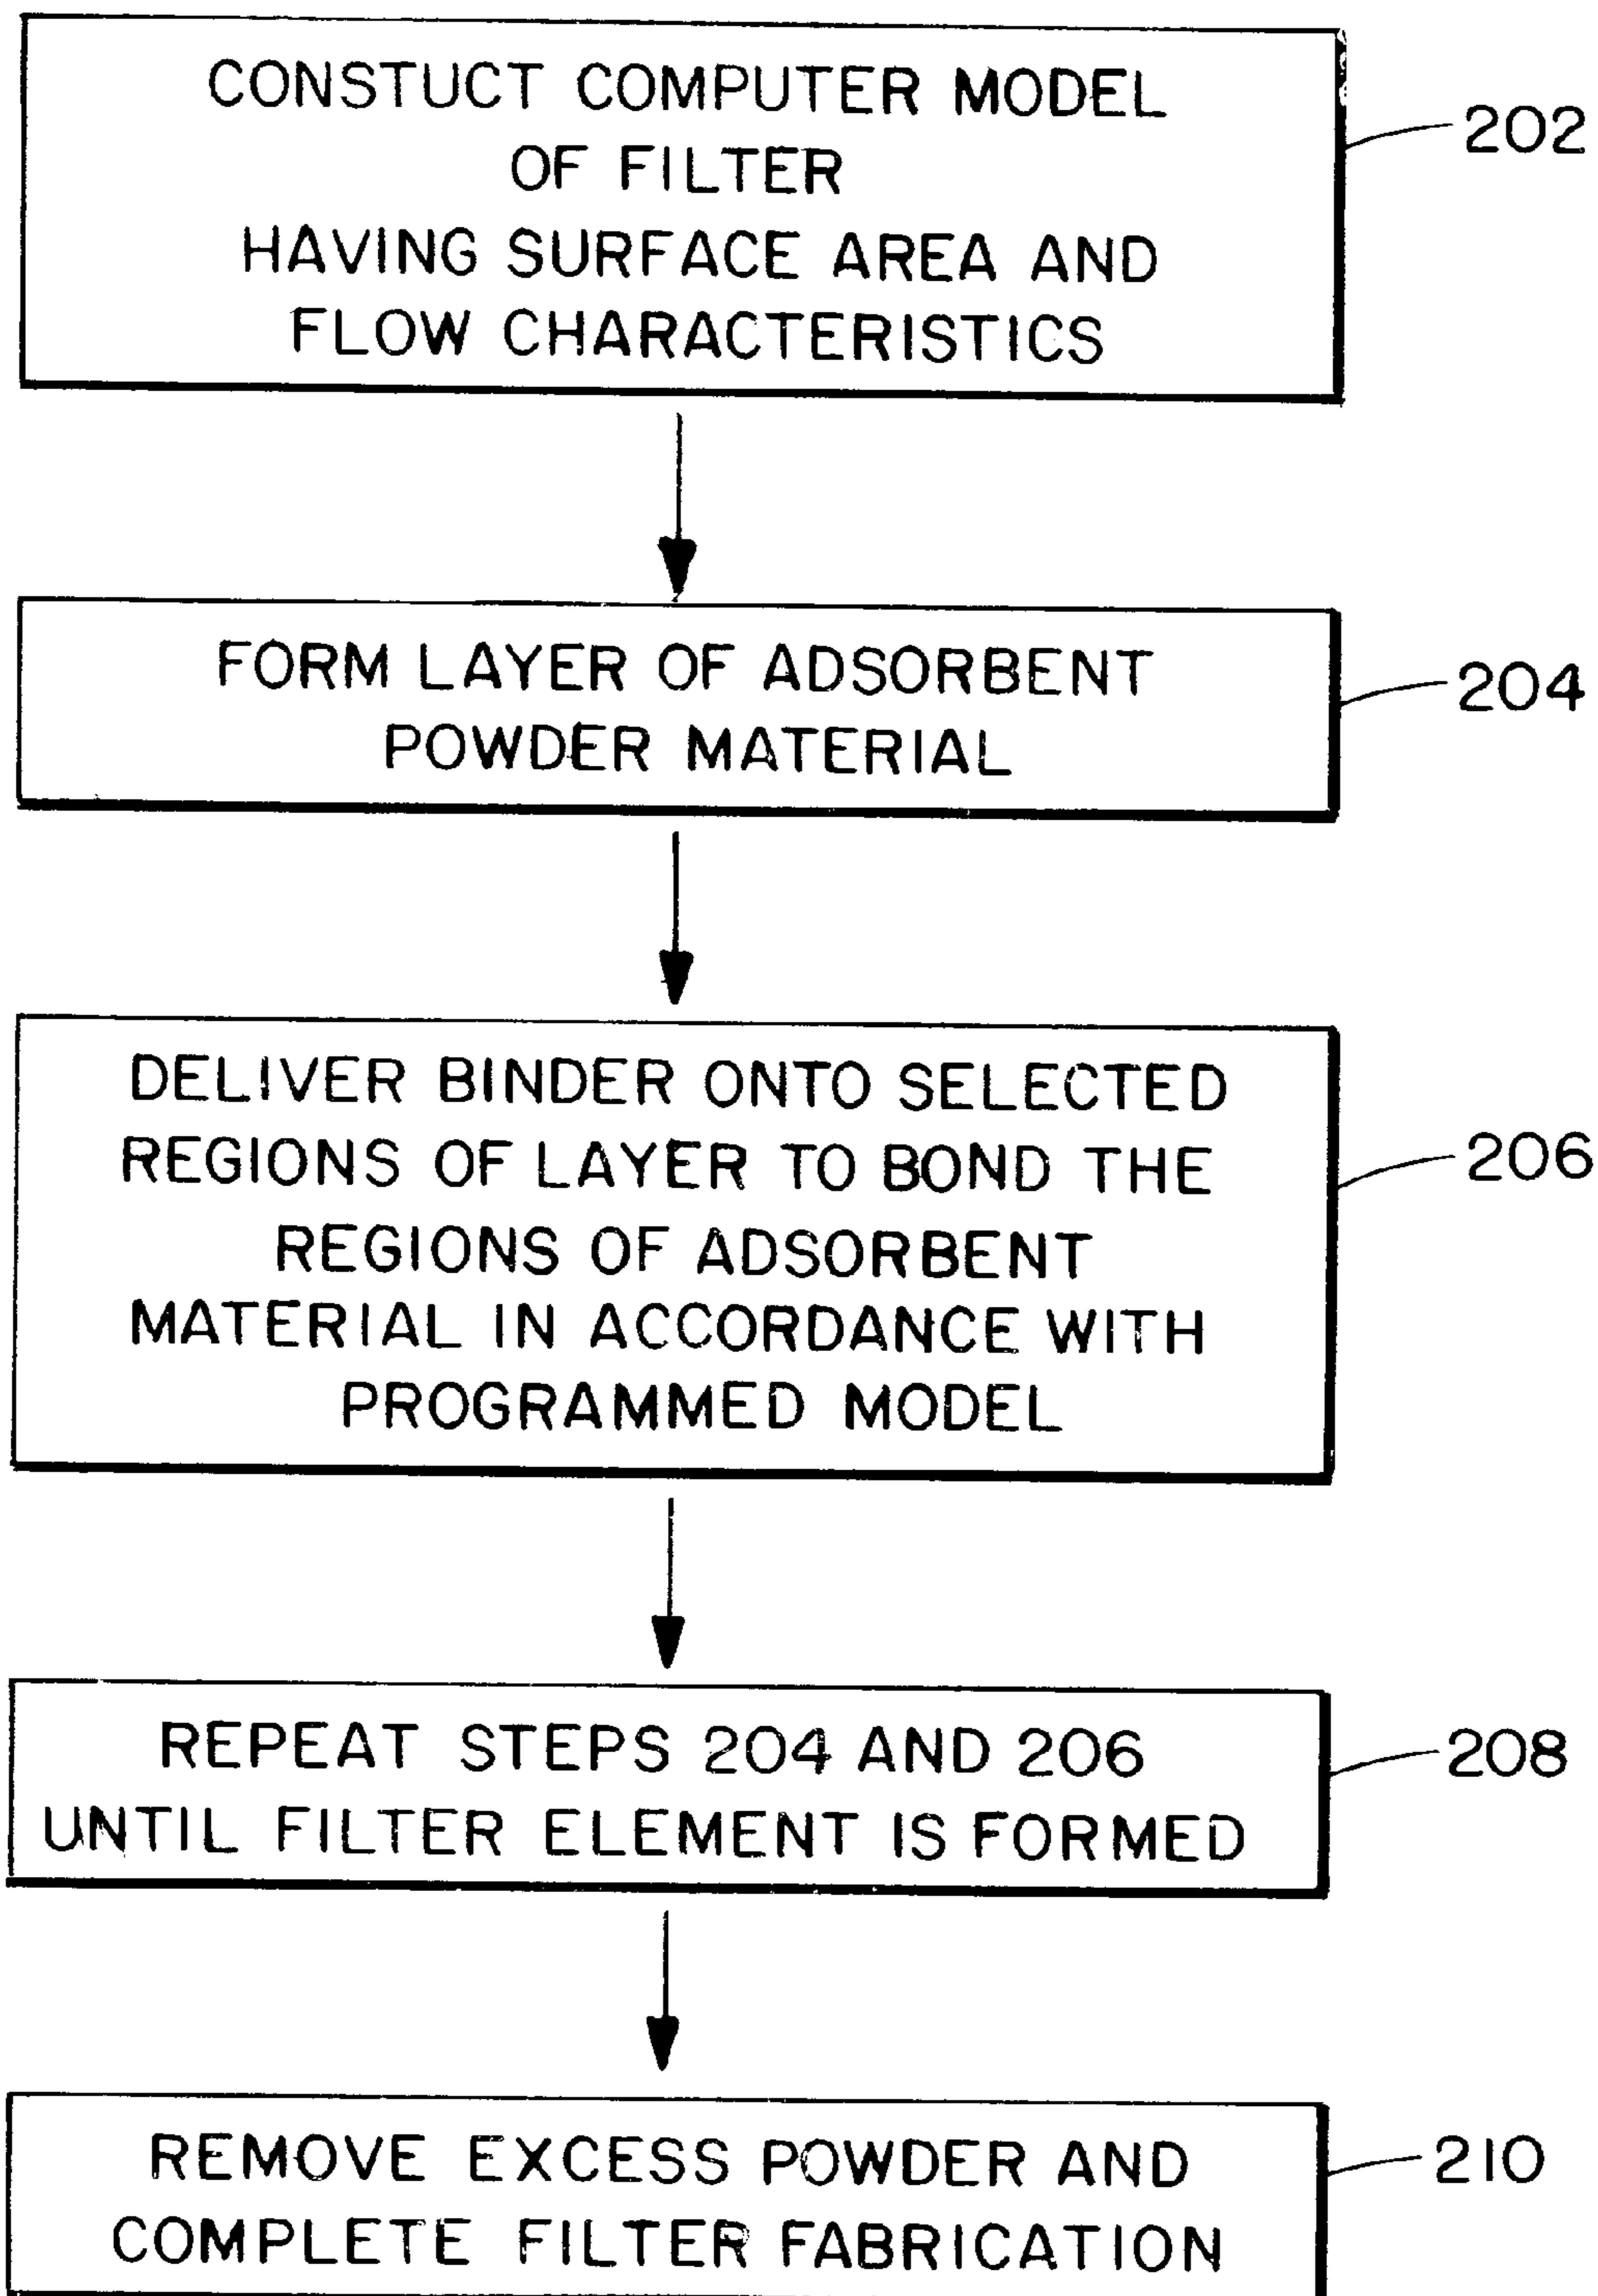 CONSTUCT COMPUTER MODEL
OF FILTER
HAVING SURFACE AREA AND
FLOW CHARACTERISTICS
202
FORM LAYER OF ADSORBENT
POWDER MATERIAL
204
DELIVER BINDER ONTO SELECTED
REGIONS OF LAYER TO BOND THE
REGIONS OF ADSORBENT
MATERIAL IN ACCORDANCE WITH
PROGRAMMED MODEL
206
REPEAT STEPS 204 AND 206
UNTIL FILTER ELEMENT IS FORMED
208
REMOVE EXCESS POWDER AND
COMPLETE FILTER FABRICATION
210